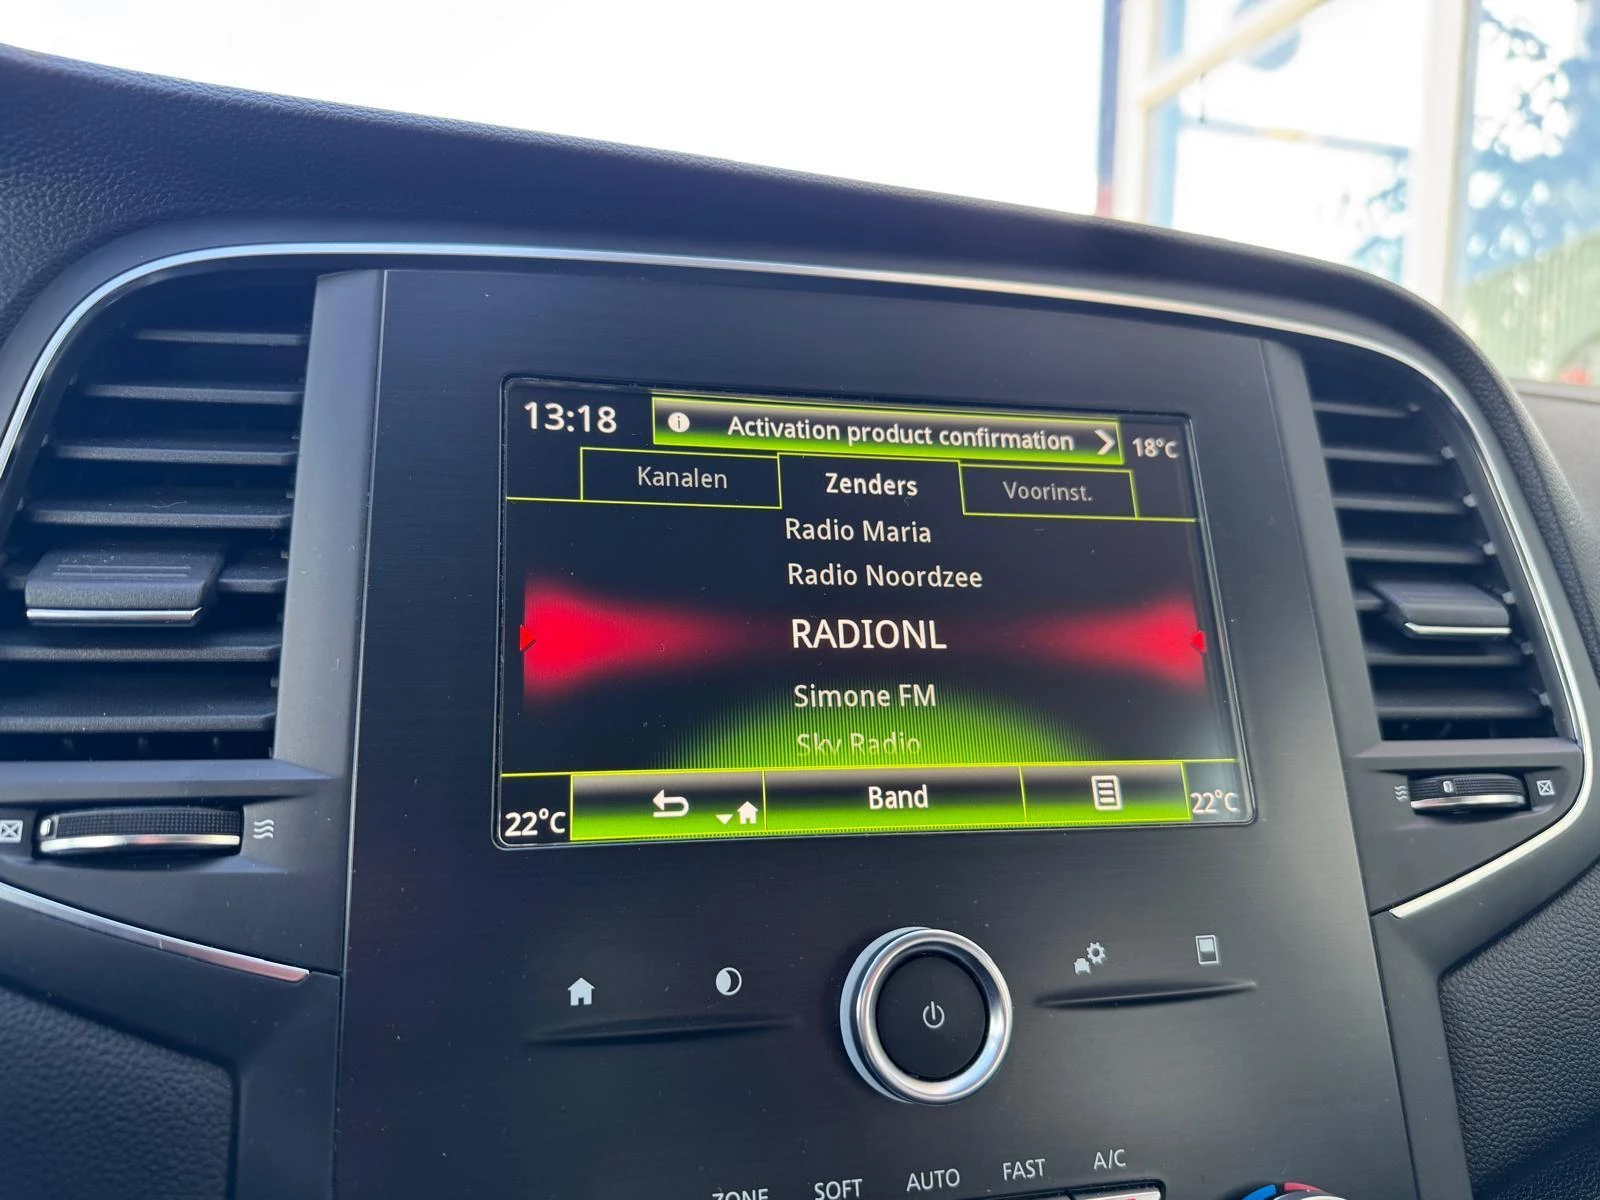 13:18
Activation product confirmation
18°C
Kanalen
Zenders
Voorinst.
Radio Maria
Radio Noordzee
RADIONL
Simone FM
Sky Radio
22°C
Band
22°C
ZONE
SOFT
AUTO
FAST
A/C